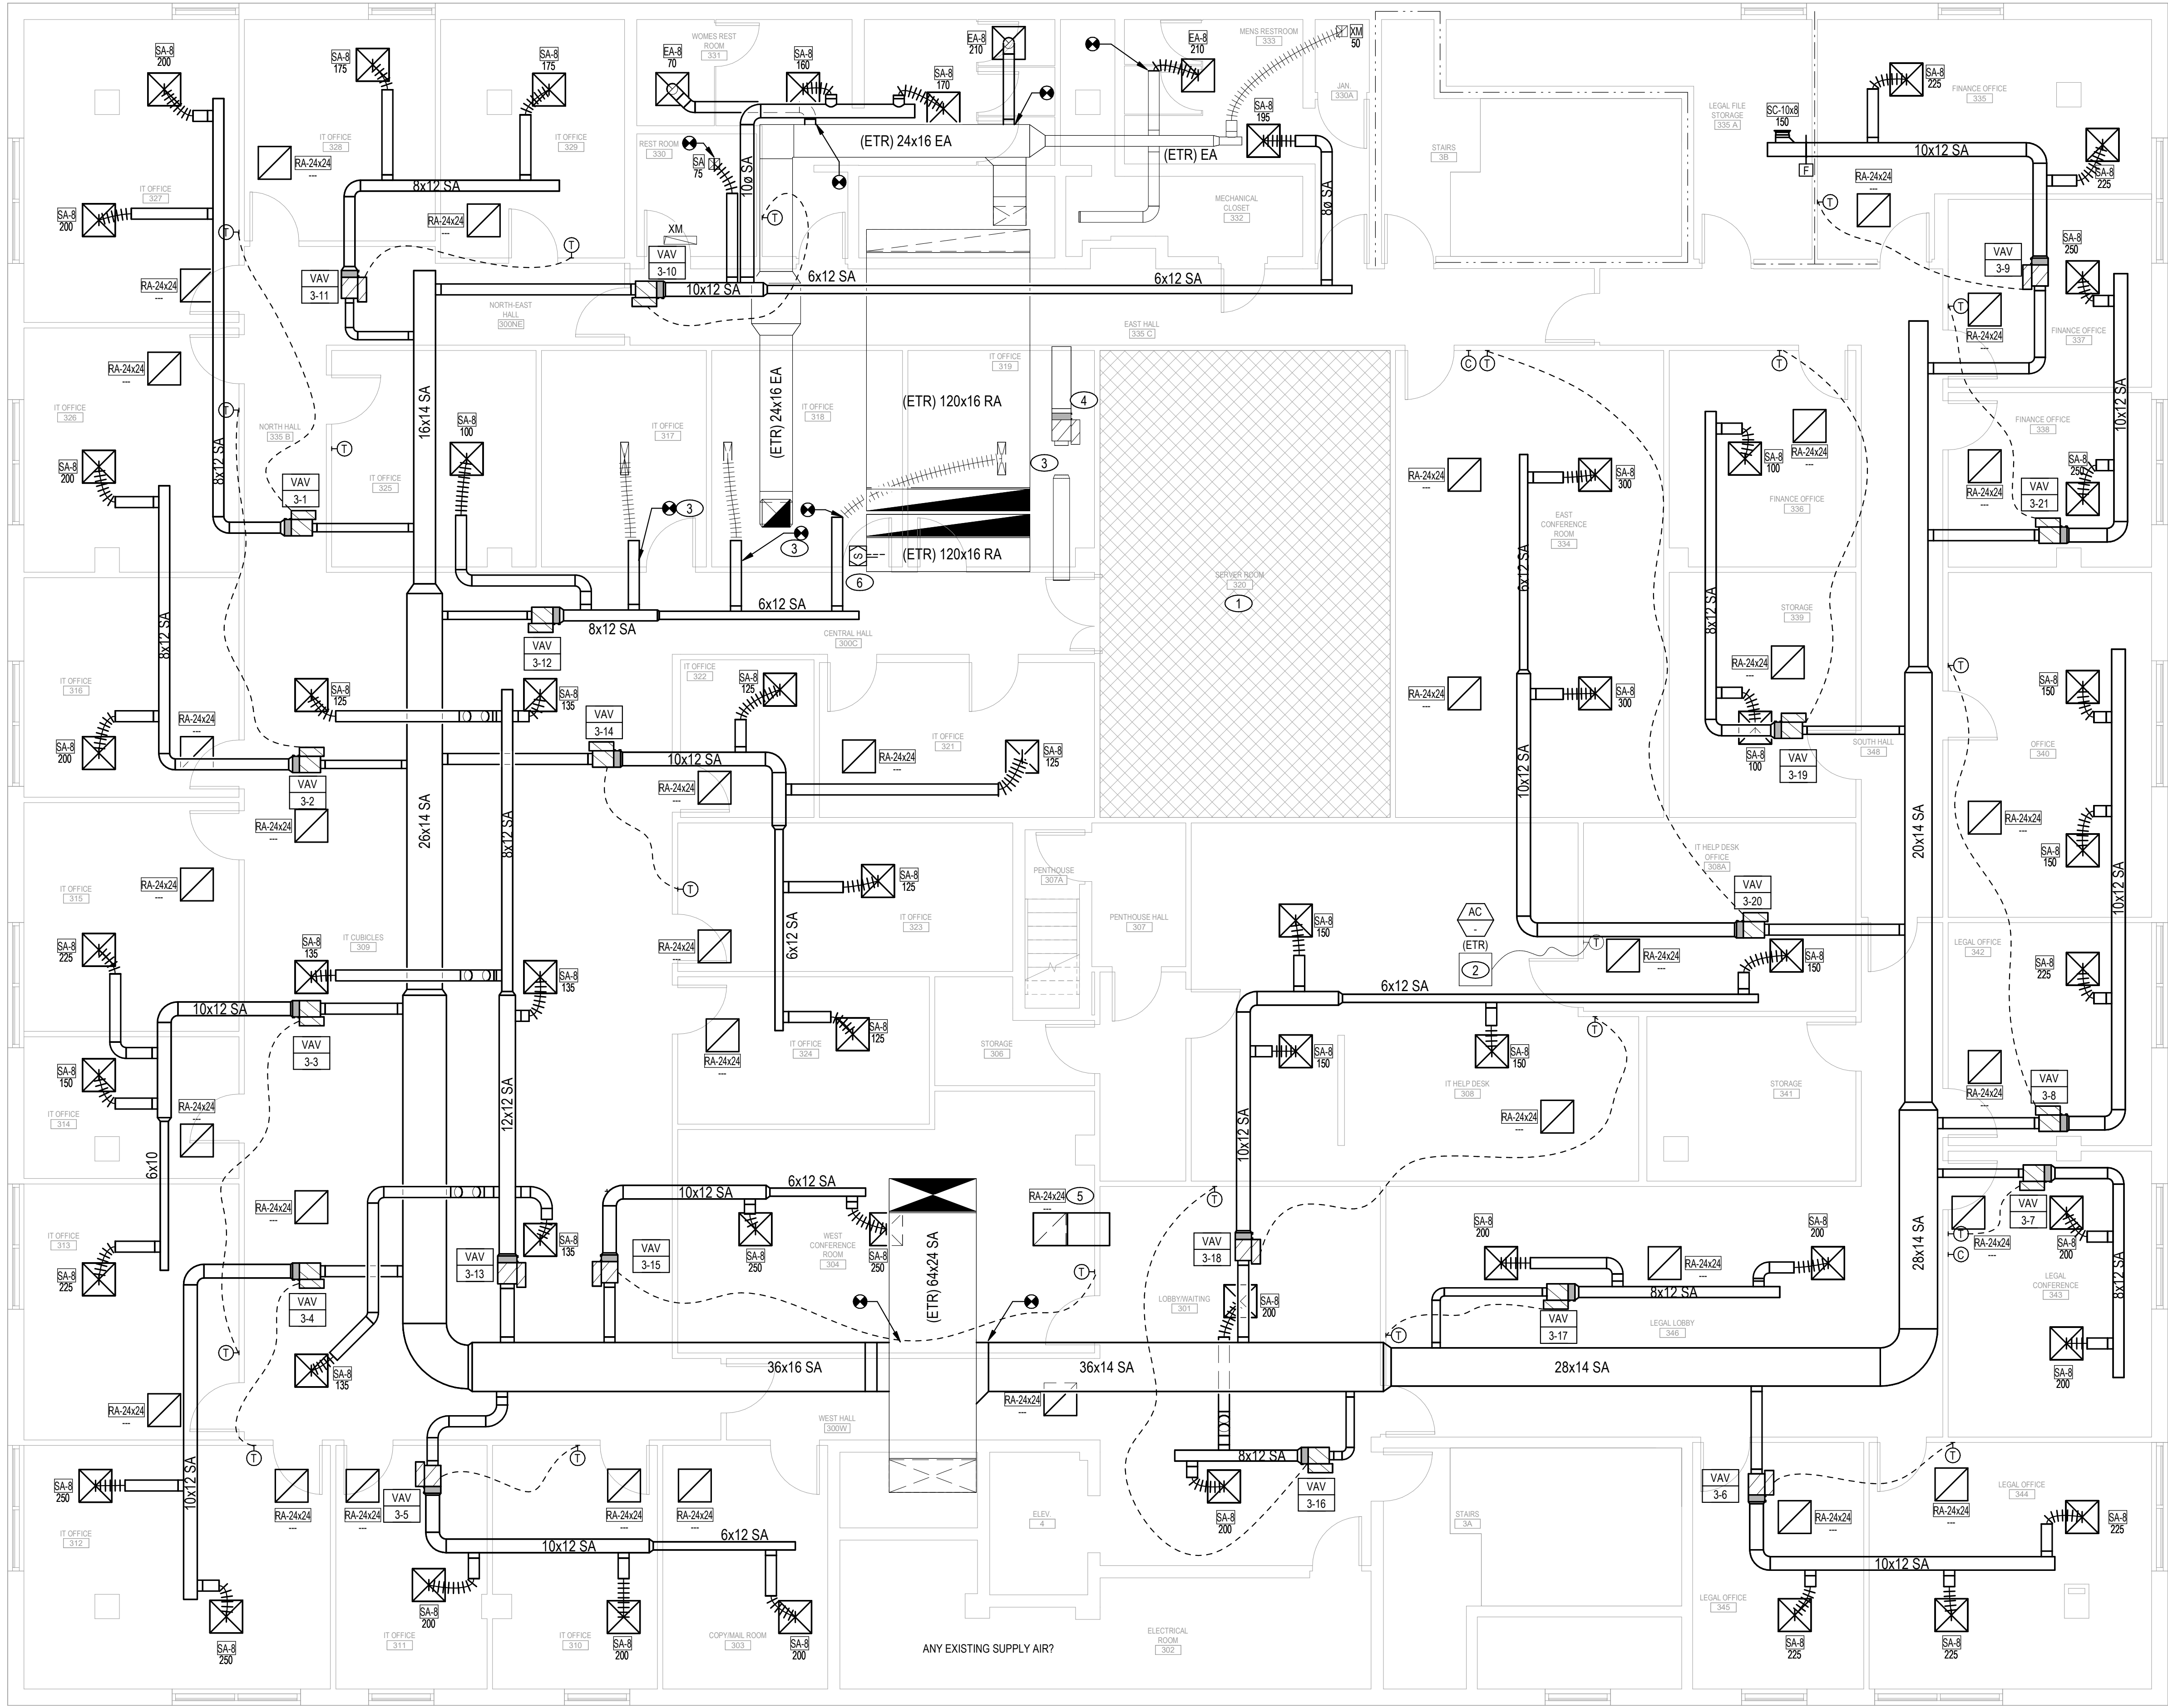 WOMES REST
ROOM
331
MENS RESTROOM
333
XM
50
EA-8
70
SA-8
160
EA-8
210
EA-8
210
SA-8
200
SA-8
175
SA-8
175
SA-8
170
SA-8
195
JAN.
330A
STAIRS
3B
LEGAL FILE
STORAGE
335 A
SC-10x8
150
SA-8
225
FINANCE OFFICE
335
IT OFFICE
328
IT OFFICE
329
REST ROOM
330
SA
75
10ø SA
(ETR) 24x16 EA
(ETR) EA
8ø SA
10x12 SA
F
SA-8
225
RA-24x24
---
8x12 SA
IT OFFICE
327
SA-8
200
RA-24x24
---
T
RA-24x24
---
T
MECHANICAL
CLOSET
332
T
T
XM
VAV
3-10
VAV
3-11
RA-24x24
---
10x12 SA
6x12 SA
6x12 SA
VAV
3-9
SA-8
250
NORTH-EAST
HALL
300NE
EAST HALL
335 C
T
RA-24x24
---
FINANCE OFFICE
337
RA-24x24
---
IT OFFICE
326
T
NORTH HALL
335 B
T
16x14 SA
IT OFFICE
325
SA-8
100
IT OFFICE
317
(ETR) 24x16 EA
IT OFFICE
318
IT OFFICE
319
(ETR) 120x16 RA
(ETR) 120x16 RA
4
3
3
3
S
6
C
T
T
RA-24x24
---
SA-8
300
EAST
CONFERENCE
ROOM
334
RA-24x24
---
SA-8
100
FINANCE OFFICE
336
FINANCE OFFICE
338
RA-24x24
---
SA-8
250
VAV
3-21
10x12 SA
8x12 SA
SA-8
200
VAV
3-1
SERVER ROOM
320
1
6x12 SA
8x12 SA
STORAGE
339
8x12 SA
6x12 SA
8x12 SA
VAV
3-12
CENTRAL HALL
300C
IT OFFICE
316
SA-8
200
RA-24x24
---
SA-8
125
SA-8
135
VAV
3-14
IT OFFICE
322
SA-8
125
10x12 SA
IT OFFICE
321
RA-24x24
---
SA-8
125
RA-24x24
---
RA-24x24
---
SA-8
300
RA-24x24
---
SA-8
100
VAV
3-19
SOUTH HALL
348
T
SA-8
150
OFFICE
340
VAV
3-2
RA-24x24
---
26x14 SA
8x12 SA
10x12 SA
20x14 SA
RA-24x24
---
SA-8
150
10x12 SA
IT OFFICE
315
RA-24x24
---
T
SA-8
125
IT OFFICE
323
6x12 SA
PENTHOUSE
307A
PENTHOUSE HALL
307
IT HELP DESK
OFFICE
308A
VAV
3-20
SA-8
225
SA-8
135
IT CUBICLES
309
SA-8
135
RA-24x24
---
SA-8
150
AC
-
(ETR)
2
T
RA-24x24
---
SA-8
150
LEGAL OFFICE
342
SA-8
225
10x12 SA
VAV
3-3
6x12 SA
RA-24x24
---
SA-8
125
IT OFFICE
324
STORAGE
306
SA-8
150
SA-8
150
T
SA-8
150
IT OFFICE
314
RA-24x24
---
12x12 SA
10x12 SA
IT HELP DESK
308
RA-24x24
---
STORAGE
341
RA-24x24
---
VAV
3-8
6x10
RA-24x24
---
10x12 SA
6x12 SA
RA-24x24
---
5
T
VAV
3-7
IT OFFICE
313
SA-8
225
VAV
3-4
VAV
3-13
SA-8
135
VAV
3-15
SA-8
250
WEST
CONFERENCE
ROOM
304
SA-8
250
(ETR) 64x24 SA
T
VAV
3-18
LOBBY/WAITING
301
SA-8
200
SA-8
200
RA-24x24
---
SA-8
200
8x12 SA
VAV
3-17
T
LEGAL LOBBY
346
28x14 SA
T
C
RA-24x24
---
SA-8
200
LEGAL
CONFERENCE
343
8x12 SA
SA-8
200
T
SA-8
135
36x16 SA
36x14 SA
28x14 SA
RA-24x24
---
RA-24x24
---
WEST HALL
300W
T
T
T
SA-8
250
10x12 SA
RA-24x24
---
RA-24x24
---
VAV
3-5
RA-24x24
---
RA-24x24
---
8x12 SA
SA-8
200
VAV
3-16
VAV
3-6
RA-24x24
---
RA-24x24
---
LEGAL OFFICE
344
SA-8
225
IT OFFICE
312
10x12 SA
6x12 SA
ELEV
4
STAIRS
3A
10x12 SA
SA-8
250
SA-8
200
IT OFFICE
311
IT OFFICE
310
SA-8
200
COPY/MAIL ROOM
303
SA-8
200
ANY EXISTING SUPPLY AIR?
ELECTRICAL
ROOM
302
LEGAL OFFICE
345
SA-8
225
SA-8
225